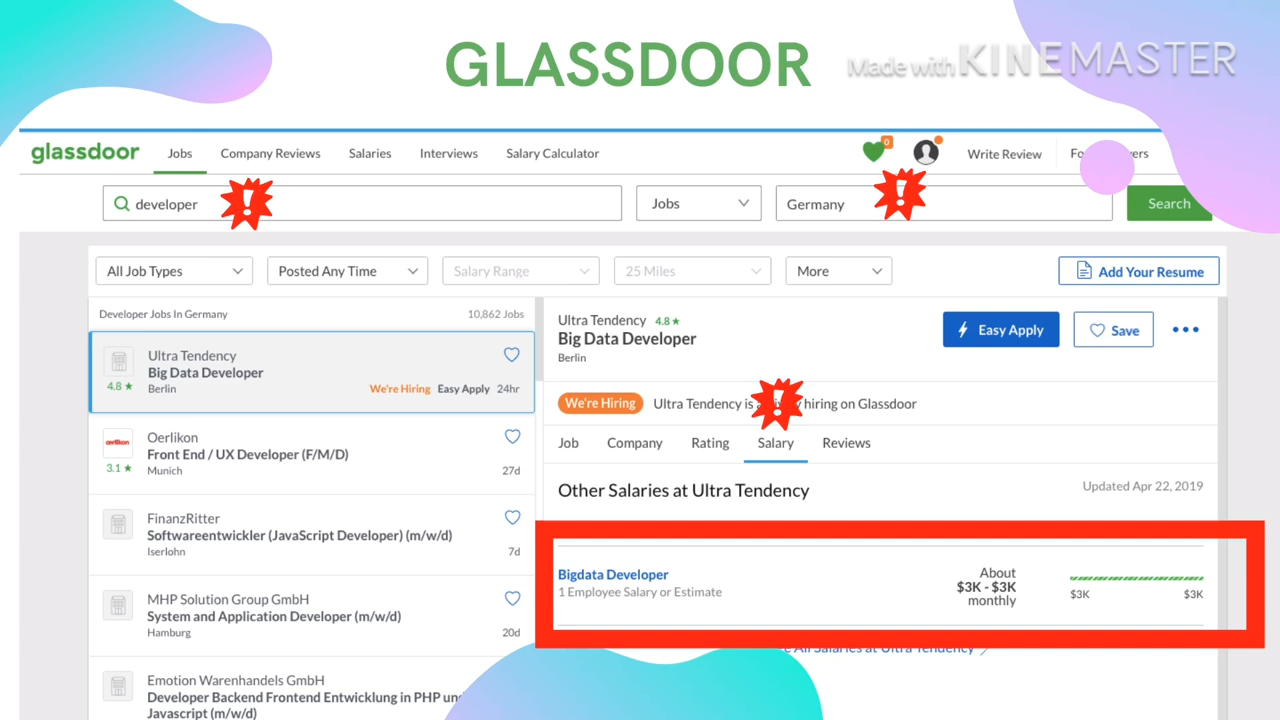 GLASSDOOR
Made with KINEMASTER
glassdoor Jobs Company Reviews Salaries Interviews Salary Calculator 0 Write Review
developer Jobs Germany Search
All Job Types Posted Any Time Salary Range 25 Miles More Add Your Resume
Developer Jobs In Germany 10,862 Jobs
Ultra Tendency
Big Data Developer
4.8 ★ Berlin We're Hiring Easy Apply 24hr
oerlikon Oerlikon
Front End / UX Developer (F/M/D)
3.1 ★ Munich 27d
FinanzRitter
Softwareentwickler (JavaScript Developer) (m/w/d)
Iserlohn 7d
MHP Solution Group GmbH
System and Application Developer (m/w/d)
Hamburg 20d
Emotion Warenhandels GmbH
Developer Backend Frontend Entwicklung in PHP
Javascript (m/w/d)
Ultra Tendency 4.8 ★
Big Data Developer
Berlin
Easy Apply Save
We're Hiring Ultra Tendency is hiring on Glassdoor
Job Company Rating Salary Reviews
Other Salaries at Ultra Tendency Updated Apr 22, 2019
Bigdata Developer
1 Employee Salary or Estimate
About
$3K - $3K
monthly
$3K $3K
All Salaries at Ultra Tendency